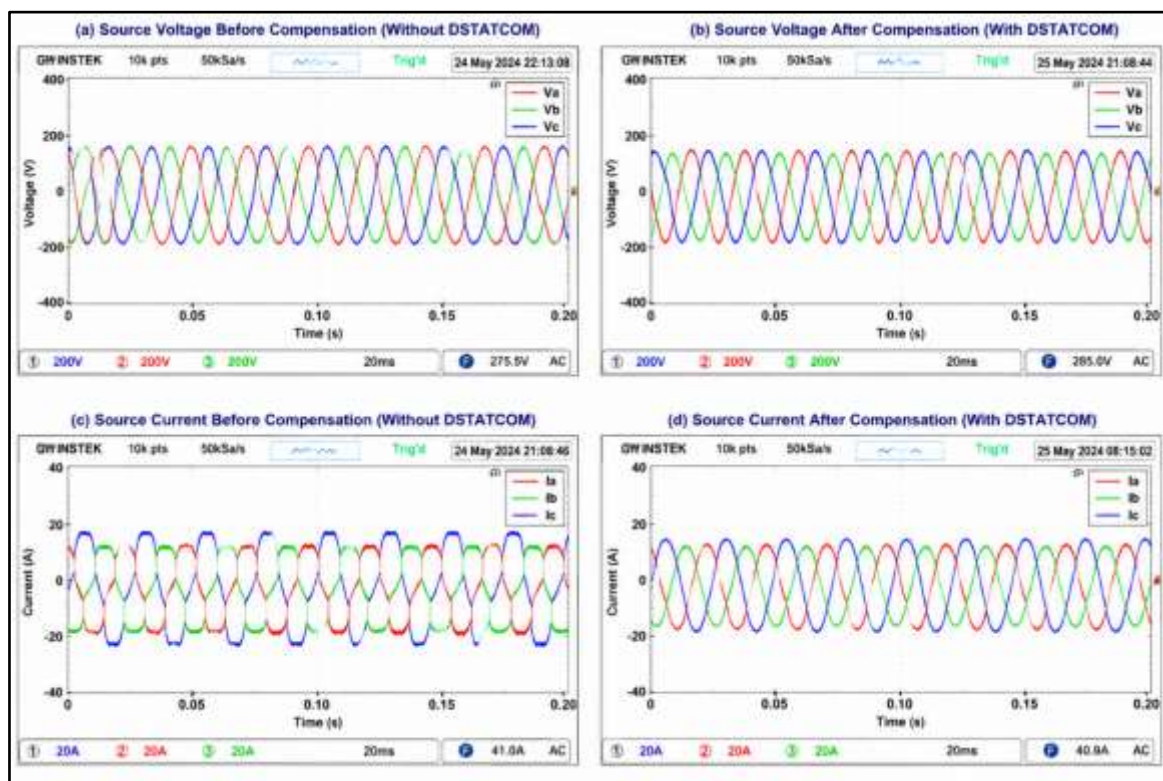 (a) Source Voltage Before Compensation (Without DSTATCOM)
GWINSTEK 10k pts 50kSa/s Trig'd 24 May 2024 22:13:08
400
200
0
-200
-400
Voltage (V)
Va
Vb
Vc
0 0.05 0.10 0.15 0.20
Time (s)
1 200V 2 200V 3 200V 20ms F 275.5V AC
(b) Source Voltage After Compensation (With DSTATCOM)
GWINSTEK 10k pts 50kSa/s Trig'd 25 May 2024 21:08:44
400
200
0
-200
-400
Voltage (V)
Va
Vb
Vc
0 0.05 0.10 0.15 0.20
Time (s)
1 200V 2 200V 3 200V 20ms F 285.0V AC
(c) Source Current Before Compensation (Without DSTATCOM)
GWINSTEK 10k pts 50kSa/s Trig'd 24 May 2024 21:08:46
40
20
0
-20
-40
Current (A)
Ia
Ib
Ic
0 0.05 0.10 0.15 0.20
Time (s)
1 20A 2 20A 3 20A 20ms F 41.0A AC
(d) Source Current After Compensation (With DSTATCOM)
GWINSTEK 10k pts 50kSa/s Trig'd 25 May 2024 08:15:02
40
20
0
-20
-40
Current (A)
Ia
Ib
Ic
0 0.05 0.10 0.15 0.20
Time (s)
1 20A 2 20A 3 20A 20ms F 40.9A AC